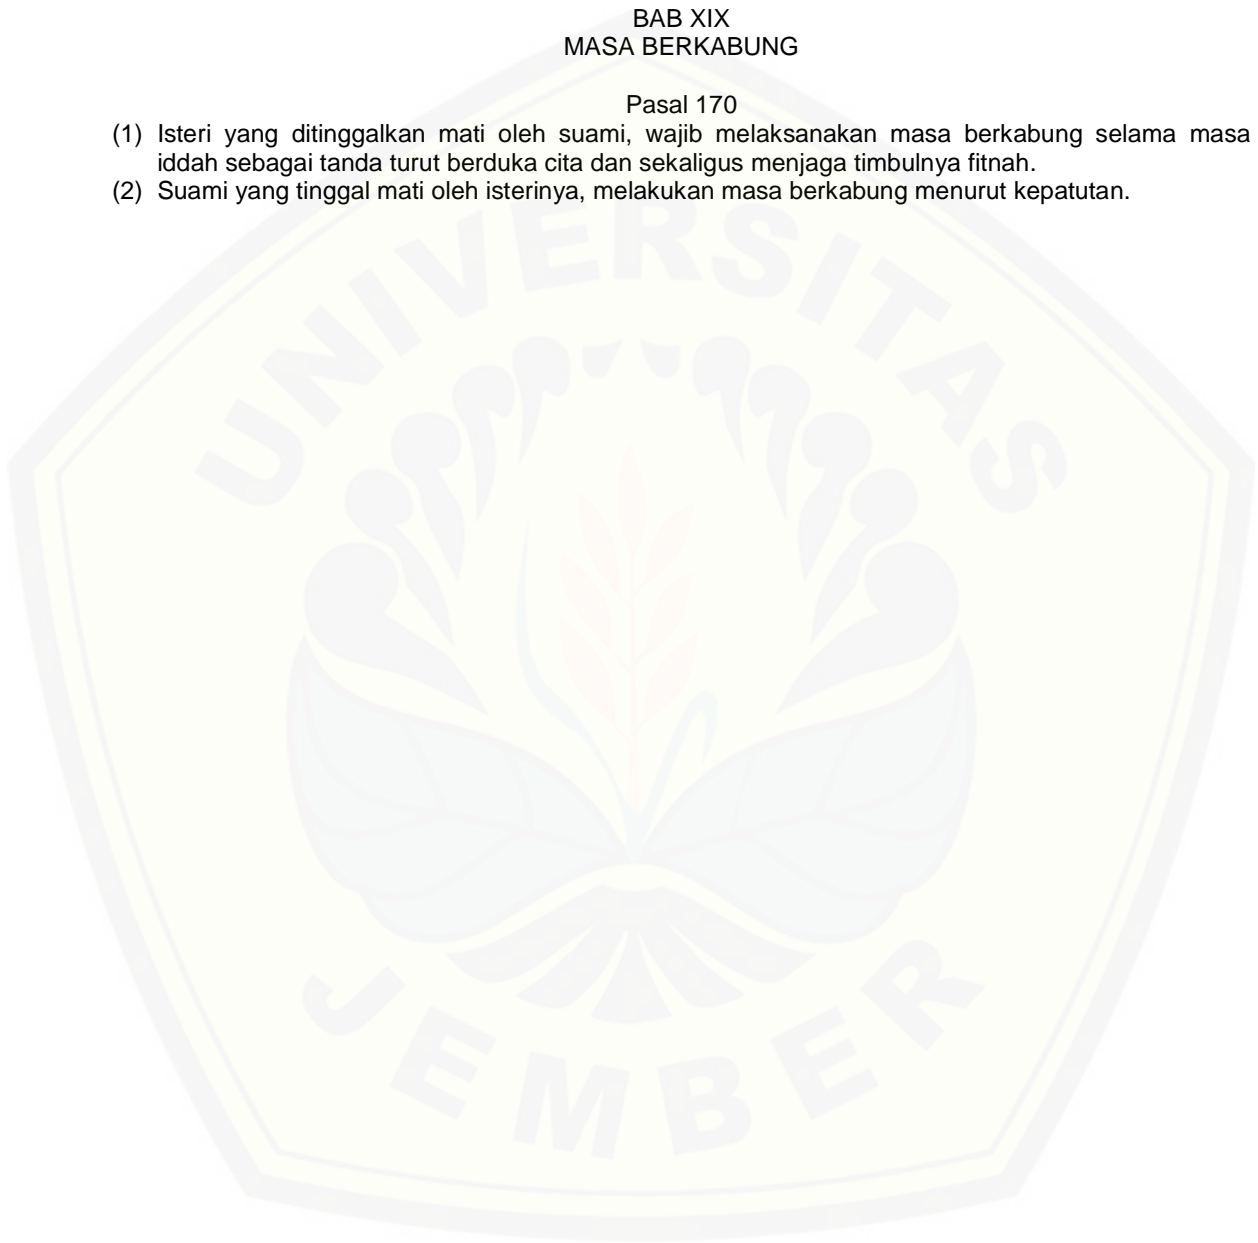 BAB XIX
MASA BERKABUNG
Pasal 170
(1) Isteri yang ditinggalkan mati oleh suami, wajib melaksanakan masa berkabung selama masa
iddah sebagai tanda turut berduka cita dan sekaligus menjaga timbulnya fitnah.
(2) Suami yang tinggal mati oleh isterinya, melakukan masa berkabung menurut kepatutan.
UNIVERSITAS
JEMBER